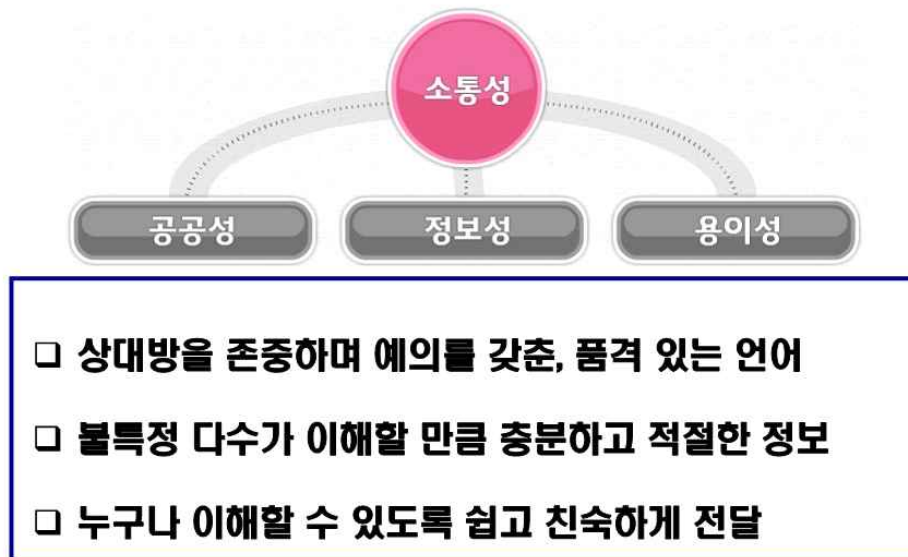 소통성
공공성 정보성 용이성
❑ 상대방을 존중하며 예의를 갖춘, 품격 있는 언어
❑ 불특정 다수가 이해할 만큼 충분하고 적절한 정보
❑ 누구나 이해할 수 있도록 쉽고 친숙하게 전달